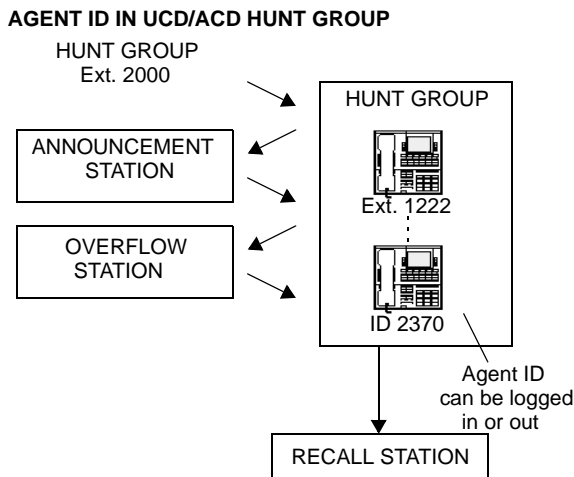 AGENT ID IN UCD/ACD HUNT GROUP
HUNT GROUP
Ext. 2000
HUNT GROUP
ANNOUNCEMENT
STATION
Ext. 1222
OVERFLOW
STATION
ID 2370
Agent ID
can be logged
in or out
RECALL STATION